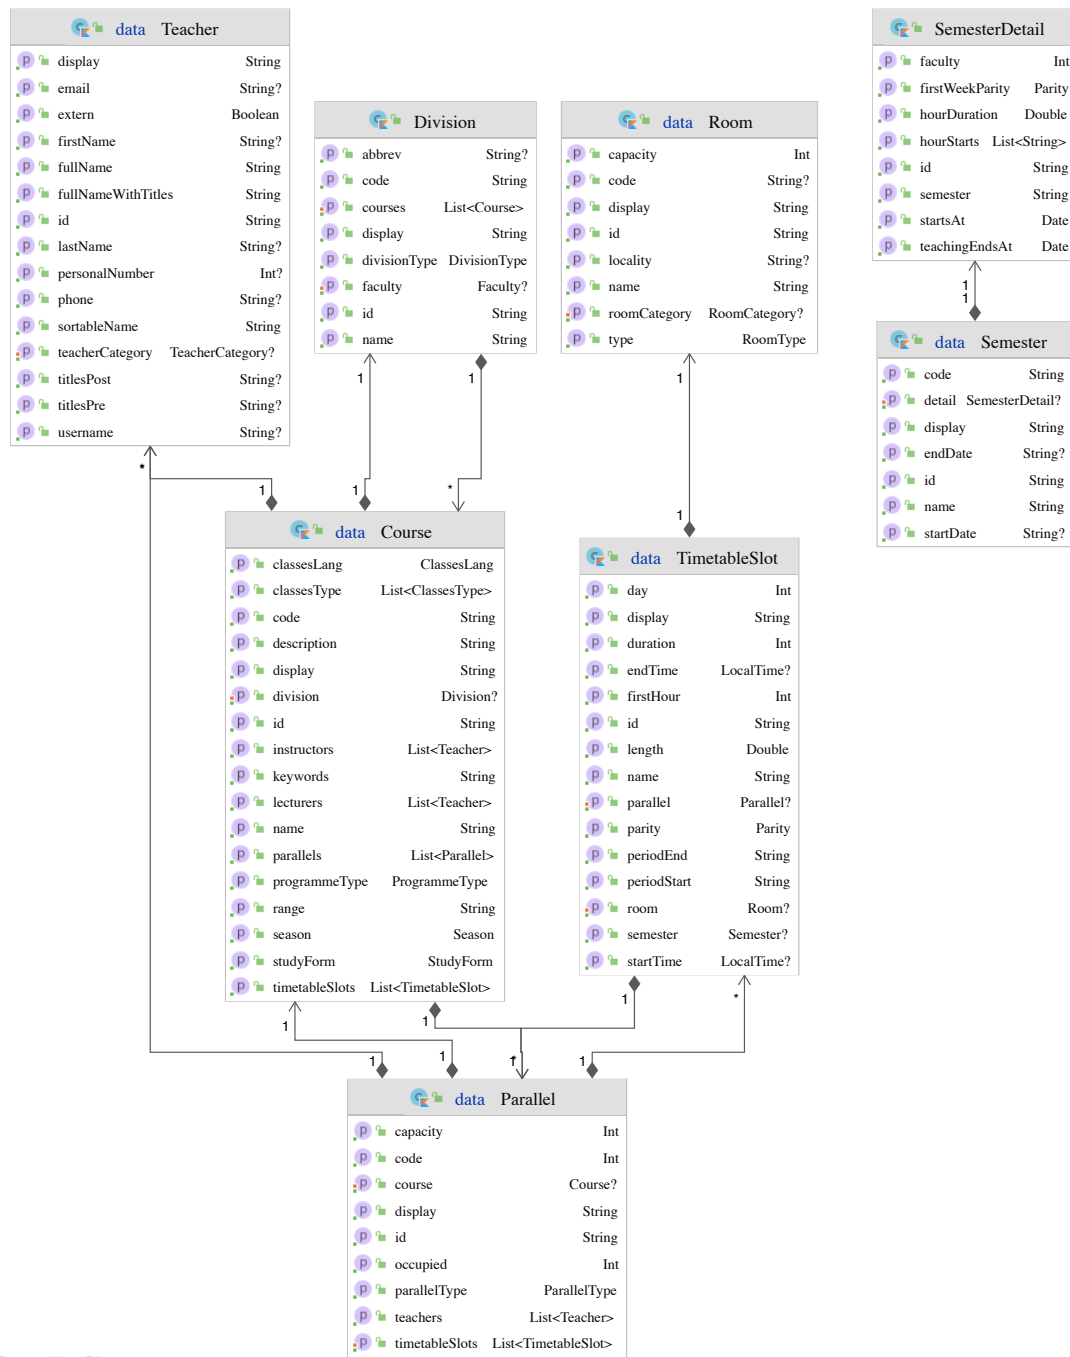 data Teacher
display String
email String?
extern Boolean
firstName String?
fullName String
fullNameWithTitles String
id String
lastName String?
personalNumber Int?
phone String?
sortableName String
teacherCategory TeacherCategory?
titlesPost String?
titlesPre String?
username String?
Division
abbrev String?
code String
courses List<Course>
display String
divisionType DivisionType
faculty Faculty?
id String
name String
data Room
capacity Int
code String?
display String
id String
locality String?
name String
roomCategory RoomCategory?
type RoomType
SemesterDetail
faculty Int
firstWeekParity Parity
hourDuration Double
hourStarts List<String>
id String
semester String
startsAt Date
teachingEndsAt Date
1
1
data Semester
code String
detail SemesterDetail?
display String
endDate String?
id String
name String
startDate String?
1
1
1
*
1
1
*
1
data Course
classesLang ClassesLang
classesType List<ClassesType>
code String
description String
display String
division Division?
id String
instructors List<Teacher>
keywords String
lecturers List<Teacher>
name String
parallels List<Parallel>
programmeType ProgrammeType
range String
season Season
studyForm StudyForm
timetableSlots List<TimetableSlot>
data TimetableSlot
day Int
display String
duration Int
endTime LocalTime?
firstHour Int
id String
length Double
name String
parallel Parallel?
parity Parity
periodEnd String
periodStart String
room Room?
semester Semester?
startTime LocalTime?
1
1
1
*
1
1
1
*
1
data Parallel
capacity Int
code Int
course Course?
display String
id String
occupied Int
parallelType ParallelType
teachers List<Teacher>
timetableSlots List<TimetableSlot>